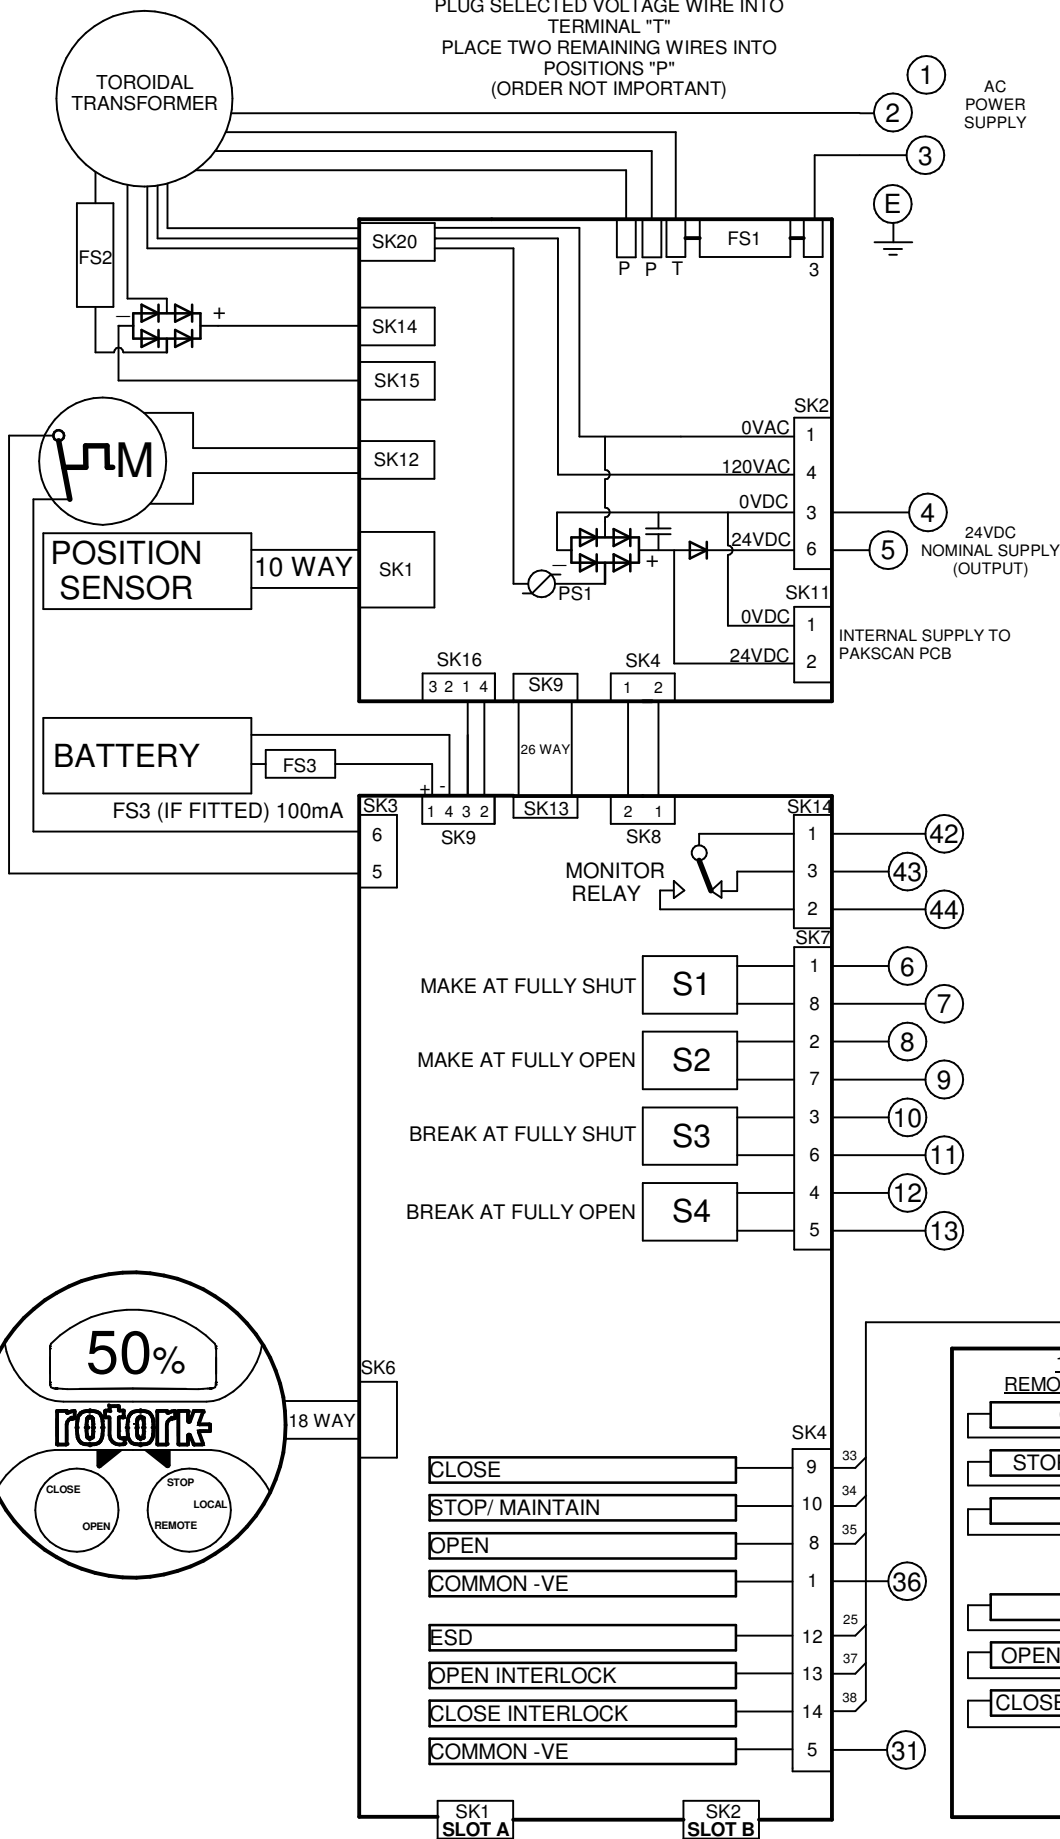 PLUG SELECTED VOLTAGE WIRE INTO
TERMINAL "T"
PLACE TWO REMAINING WIRES INTO
POSITIONS "P"
(ORDER NOT IMPORTANT)
TOROIDAL
TRANSFORMER
1
2
3
E
AC
POWER
SUPPLY
FS2
SK20
P P T
FS1
3
– +
SK14
SK15
SK12
M
SK2
0VAC 1
120VAC 4
0VDC 3
24VDC 6
4
5
24VDC
NOMINAL SUPPLY
(OUTPUT)
– +
PS1
POSITION
SENSOR
10 WAY
SK1
SK11
0VDC 1
24VDC 2
INTERNAL SUPPLY TO
PAKSCAN PCB
SK16
3 2 1 4
SK9
SK4
1 2
BATTERY
FS3
26 WAY
FS3 (IF FITTED) 100mA
+ -
SK3
6
5
1 4 3 2
SK9
SK13
2 1
SK8
SK14
1
3
2
42
43
44
MONITOR
RELAY
SK7
MAKE AT FULLY SHUT S1
1 6
8 7
MAKE AT FULLY OPEN S2
2 8
7 9
BREAK AT FULLY SHUT S3
3 10
6 11
BREAK AT FULLY OPEN S4
4 12
5 13
50%
rotork
CLOSE
OPEN
STOP
LOCAL
REMOTE
18 WAY
SK6
SK4
CLOSE 9 33
STOP/ MAINTAIN 10 34
OPEN 8 35
COMMON -VE 1 36
ESD 12 25
OPEN INTERLOCK 13 37
CLOSE INTERLOCK 14 38
COMMON -VE 5 31
SK1
SLOT A
SK2
SLOT B
REMO
STO
OPEN
CLOSE